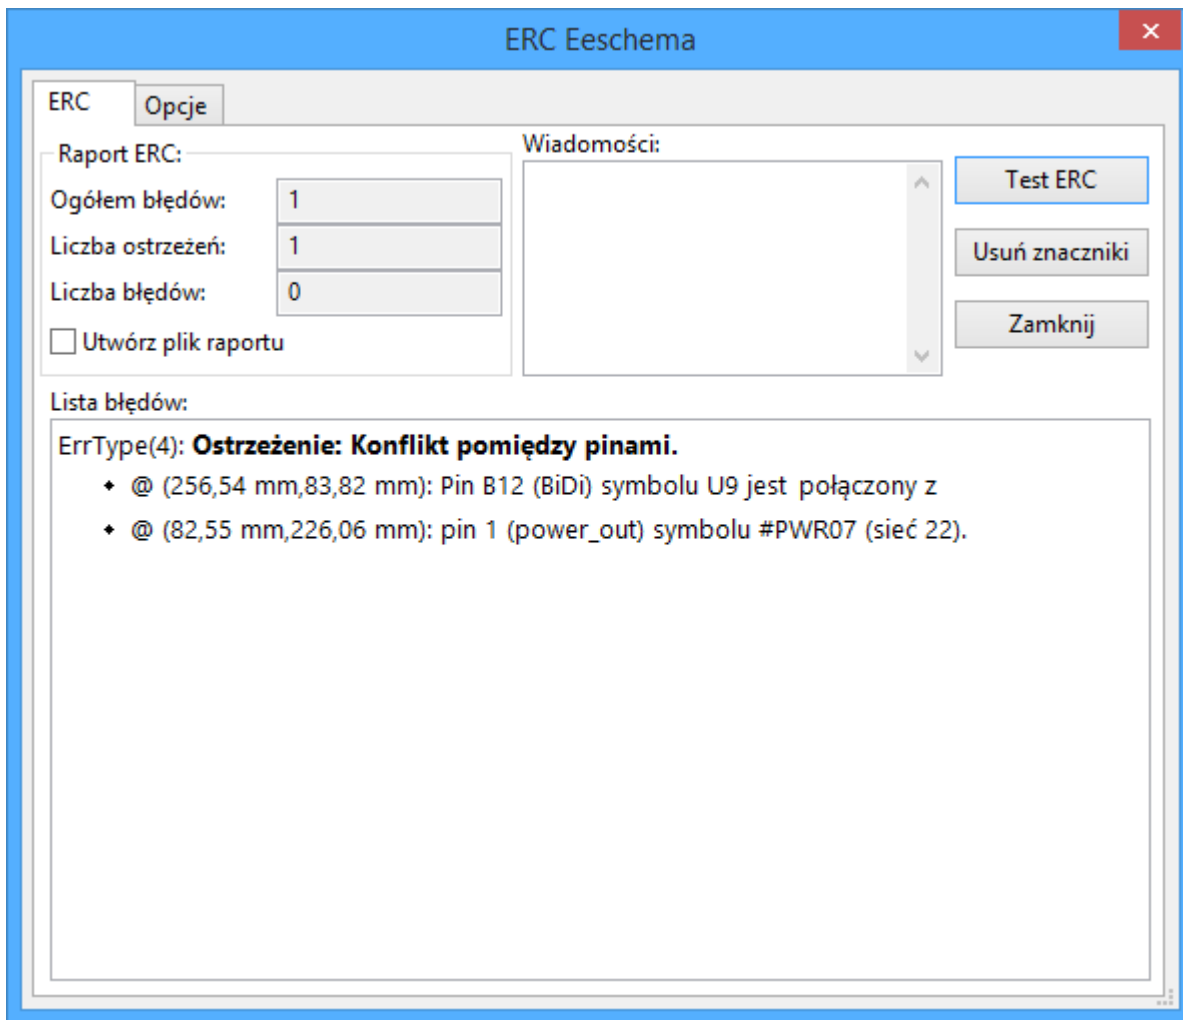 ERC Eeschema
ERC
Opcje
Raport ERC:
Ogółem błędów: 1
Liczba ostrzeżeń: 1
Liczba błędów: 0
Utwórz plik raportu
Wiadomości:
Test ERC
Usuń znaczniki
Zamknij
Lista błędów:
ErrType(4): Ostrzeżenie: Konflikt pomiędzy pinami.
@ (256,54 mm,83,82 mm): Pin B12 (BiDi) symbolu U9 jest połączony z
@ (82,55 mm,226,06 mm): pin 1 (power_out) symbolu #PWR07 (sieć 22).